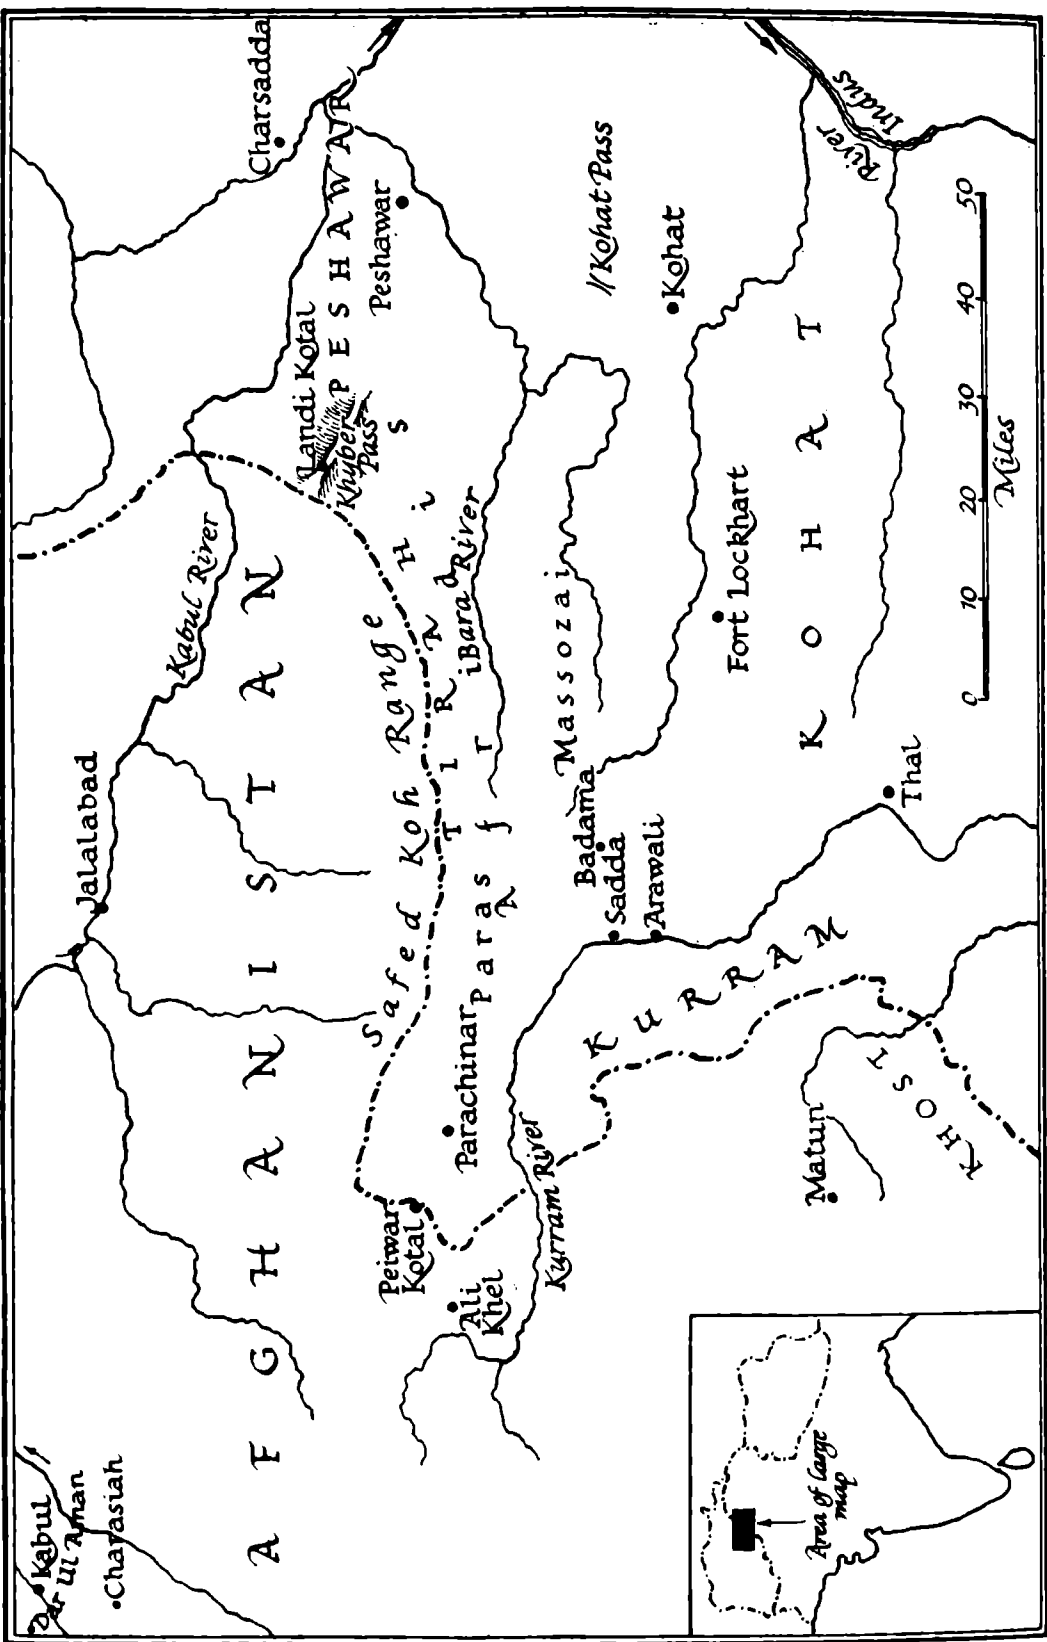 Kabul
Dar Ul Aman
Charasiah
Jalalabad
Kabul River
Charsadda
AFGHANISTAN
Landi Kotal
Khyber
Pass
PESHAWAR
Peshawar
Safed Koh Range
TIRAH
Afridis
Bara River
Peiwar
Kotal
Ali
Khel
Parachinar
Paras
Kurram River
Massozai
Badama
Sadda
Arawali
KURRAM
Kohat Pass
Kohat
Fort Lockhart
KOHAT
Thal
Matun
KHOST
River Indus
0 10 20 30 40 50
Miles
Area of large
map